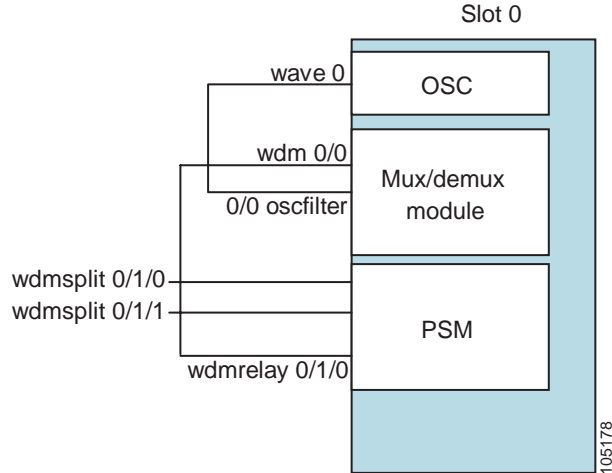 Slot 0
wave 0
OSC
wdm 0/0
Mux/demux
module
0/0 oscfilter
wdmsplit 0/1/0
wdmsplit 0/1/1
PSM
wdmrelay 0/1/0
105178